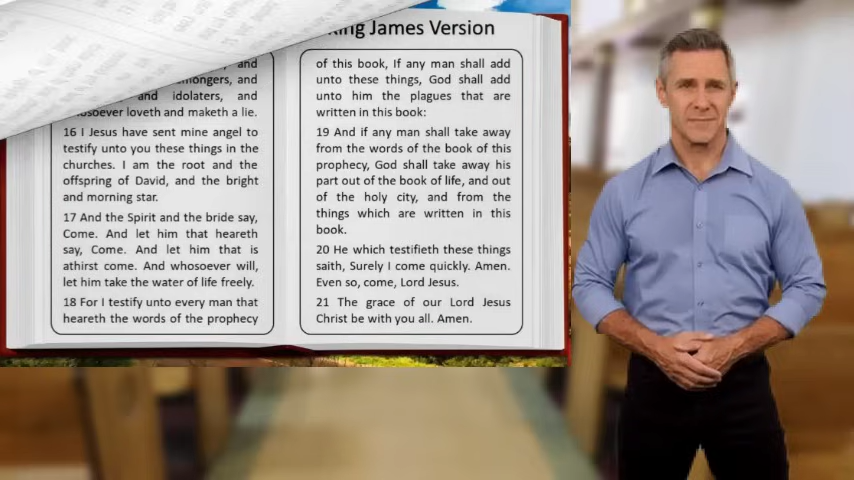 King James Version
and
mongers, and
and idolaters, and
whosoever loveth and maketh a lie.
16 I Jesus have sent mine angel to
testify unto you these things in the
churches. I am the root and the
offspring of David, and the bright
and morning star.
17 And the Spirit and the bride say,
Come. And let him that heareth
say, Come. And let him that is
athirst come. And whosoever will,
let him take the water of life freely.
18 For I testify unto every man that
heareth the words of the prophecy
of this book, If any man shall add
unto these things, God shall add
unto him the plagues that are
written in this book:
19 And if any man shall take away
from the words of the book of this
prophecy, God shall take away his
part out of the book of life, and out
of the holy city, and from the
things which are written in this
book.
20 He which testifieth these things
saith, Surely I come quickly. Amen.
Even so, come, Lord Jesus.
21 The grace of our Lord Jesus
Christ be with you all. Amen.